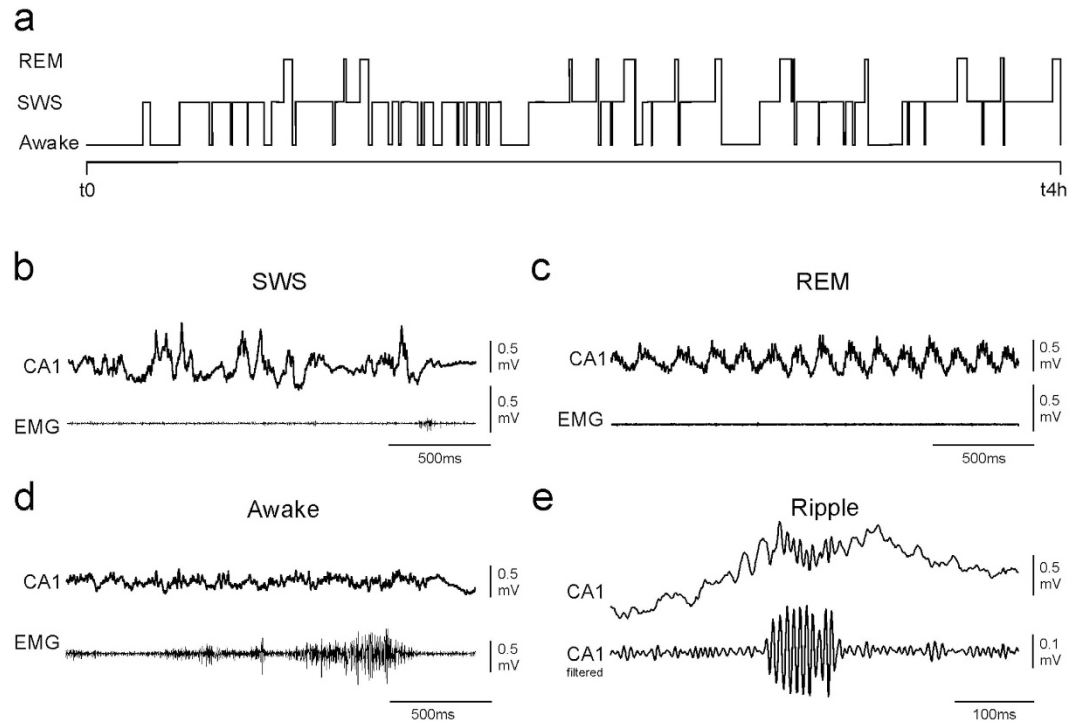 a
REM
SWS
Awake
t0
t4h
b
SWS
CA1
0.5
mV
EMG
0.5
mV
500ms
c
REM
CA1
0.5
mV
EMG
0.5
mV
500ms
d
Awake
CA1
0.5
mV
EMG
0.5
mV
500ms
e
Ripple
CA1
0.5
mV
CA1
filtered
0.1
mV
100ms